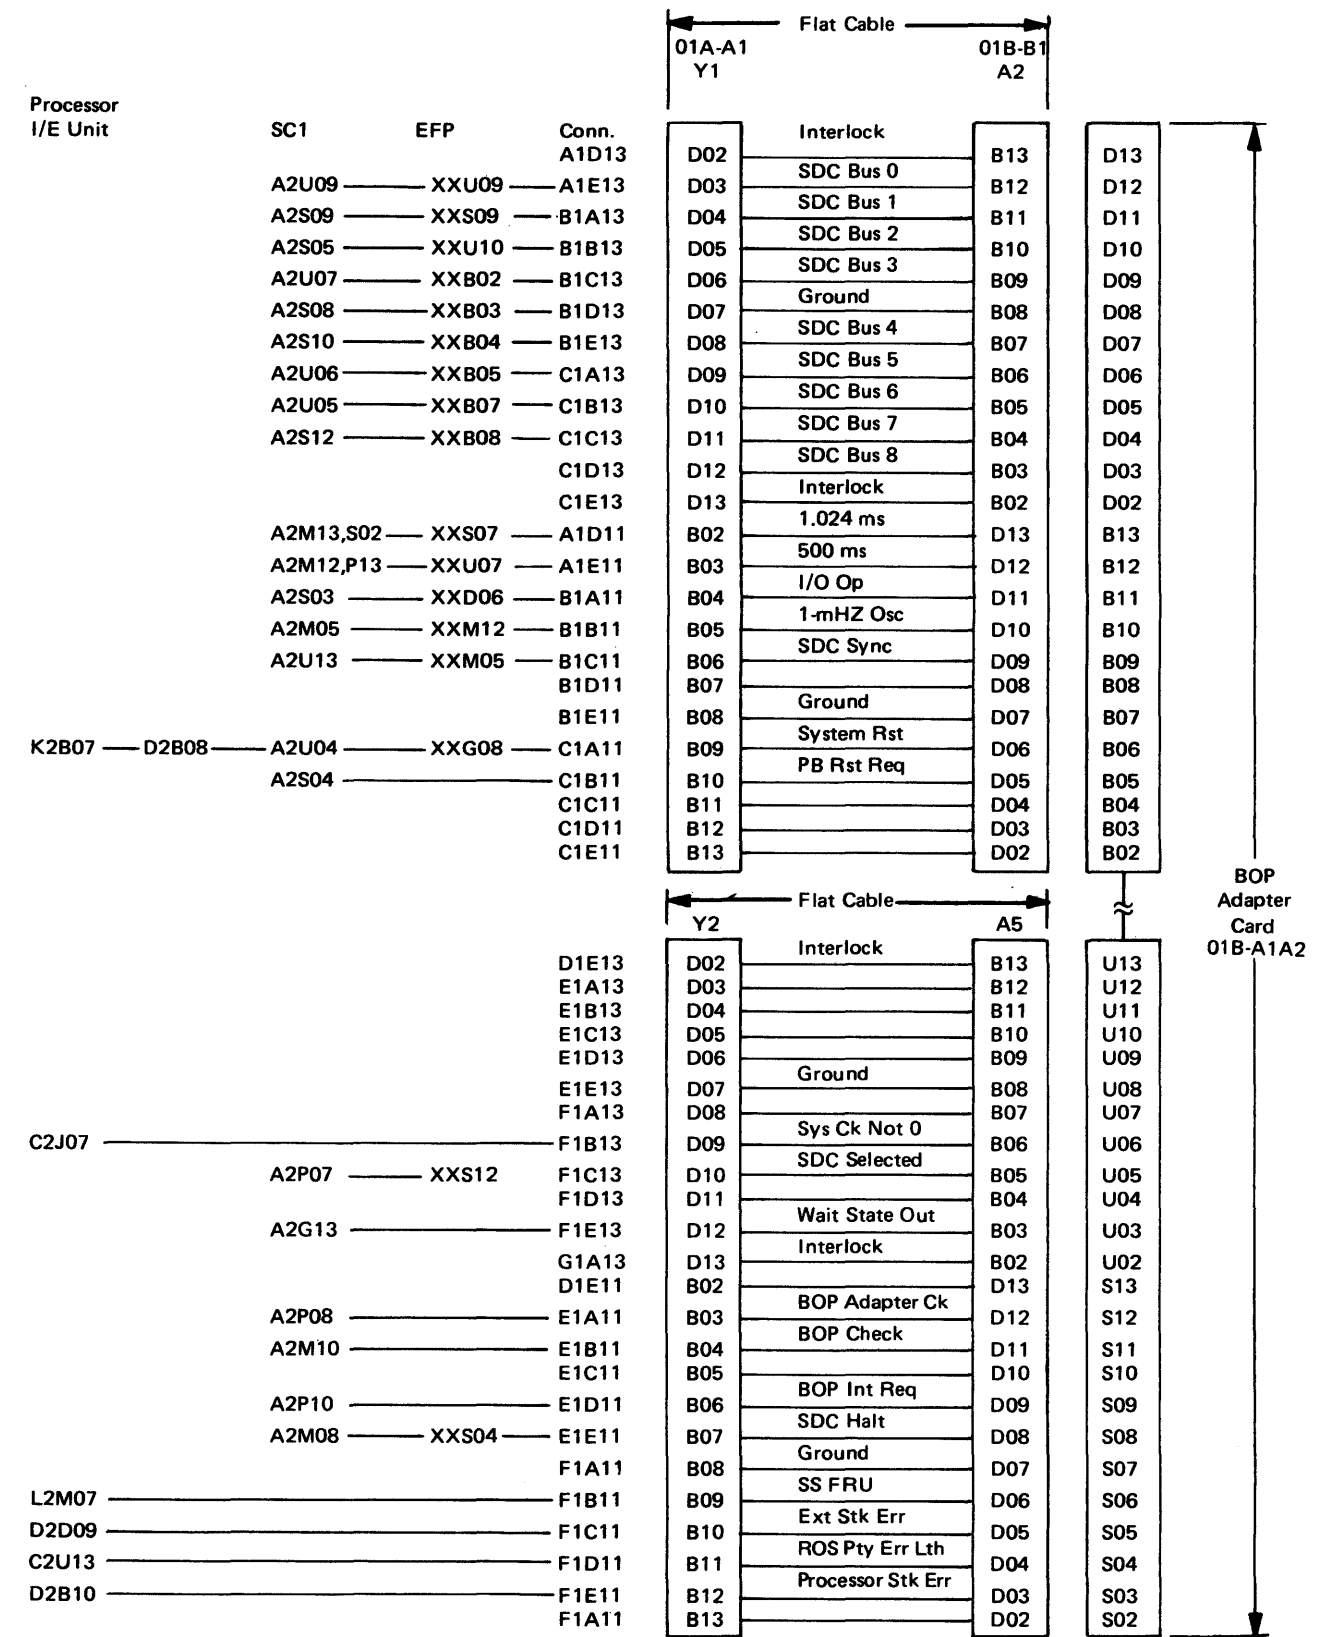 Flat Cable
01A-A1 01B-B1
Y1 A2
Processor
I/E Unit SC1 EFP Conn. Interlock
A1D13 D02 B13 D13
SDC Bus 0
A2U09 XXU09 A1E13 D03 B12 D12
SDC Bus 1
A2S09 XXS09 B1A13 D04 B11 D11
SDC Bus 2
A2S05 XXU10 B1B13 D05 B10 D10
SDC Bus 3
A2U07 XXB02 B1C13 D06 B09 D09
Ground
A2S08 XXB03 B1D13 D07 B08 D08
SDC Bus 4
A2S10 XXB04 B1E13 D08 B07 D07
SDC Bus 5
A2U06 XXB05 C1A13 D09 B06 D06
SDC Bus 6
A2U05 XXB07 C1B13 D10 B05 D05
SDC Bus 7
A2S12 XXB08 C1C13 D11 B04 D04
SDC Bus 8
C1D13 D12 B03 D03
Interlock
C1E13 D13 B02 D02
1.024 ms
A2M13,S02 XXS07 A1D11 B02 D13 B13
500 ms
A2M12,P13 XXU07 A1E11 B03 D12 B12
I/O Op
A2S03 XXD06 B1A11 B04 D11 B11
1-mHZ Osc
A2M05 XXM12 B1B11 B05 D10 B10
SDC Sync
A2U13 XXM05 B1C11 B06 D09 B09
B1D11 B07 D08 B08
Ground
B1E11 B08 D07 B07
System Rst
K2B07 D2B08 A2U04 XXG08 C1A11 B09 D06 B06
PB Rst Req
A2S04 C1B11 B10 D05 B05
C1C11 B11 D04 B04
C1D11 B12 D03 B03
C1E11 B13 D02 B02
BOP
Adapter
Card
01B-A1A2
Flat Cable
Y2 A5
Interlock
D1E13 D02 B13 U13
E1A13 D03 B12 U12
E1B13 D04 B11 U11
E1C13 D05 B10 U10
E1D13 D06 B09 U09
Ground
E1E13 D07 B08 U08
F1A13 D08 B07 U07
Sys Ck Not 0
C2J07 F1B13 D09 B06 U06
SDC Selected
A2P07 XXS12 F1C13 D10 B05 U05
F1D13 D11 B04 U04
Wait State Out
A2G13 F1E13 D12 B03 U03
Interlock
G1A13 D13 B02 U02
D1E11 B02 D13 S13
BOP Adapter Ck
A2P08 E1A11 B03 D12 S12
BOP Check
A2M10 E1B11 B04 D11 S11
E1C11 B05 D10 S10
BOP Int Req
A2P10 E1D11 B06 D09 S09
SDC Halt
A2M08 XXS04 E1E11 B07 D08 S08
Ground
F1A11 B08 D07 S07
SS FRU
L2M07 F1B11 B09 D06 S06
Ext Stk Err
D2D09 F1C11 B10 D05 S05
ROS Pty Err Lth
C2U13 F1D11 B11 D04 S04
Processor Stk Err
D2B10 F1E11 B12 D03 S03
F1A11 B13 D02 S02